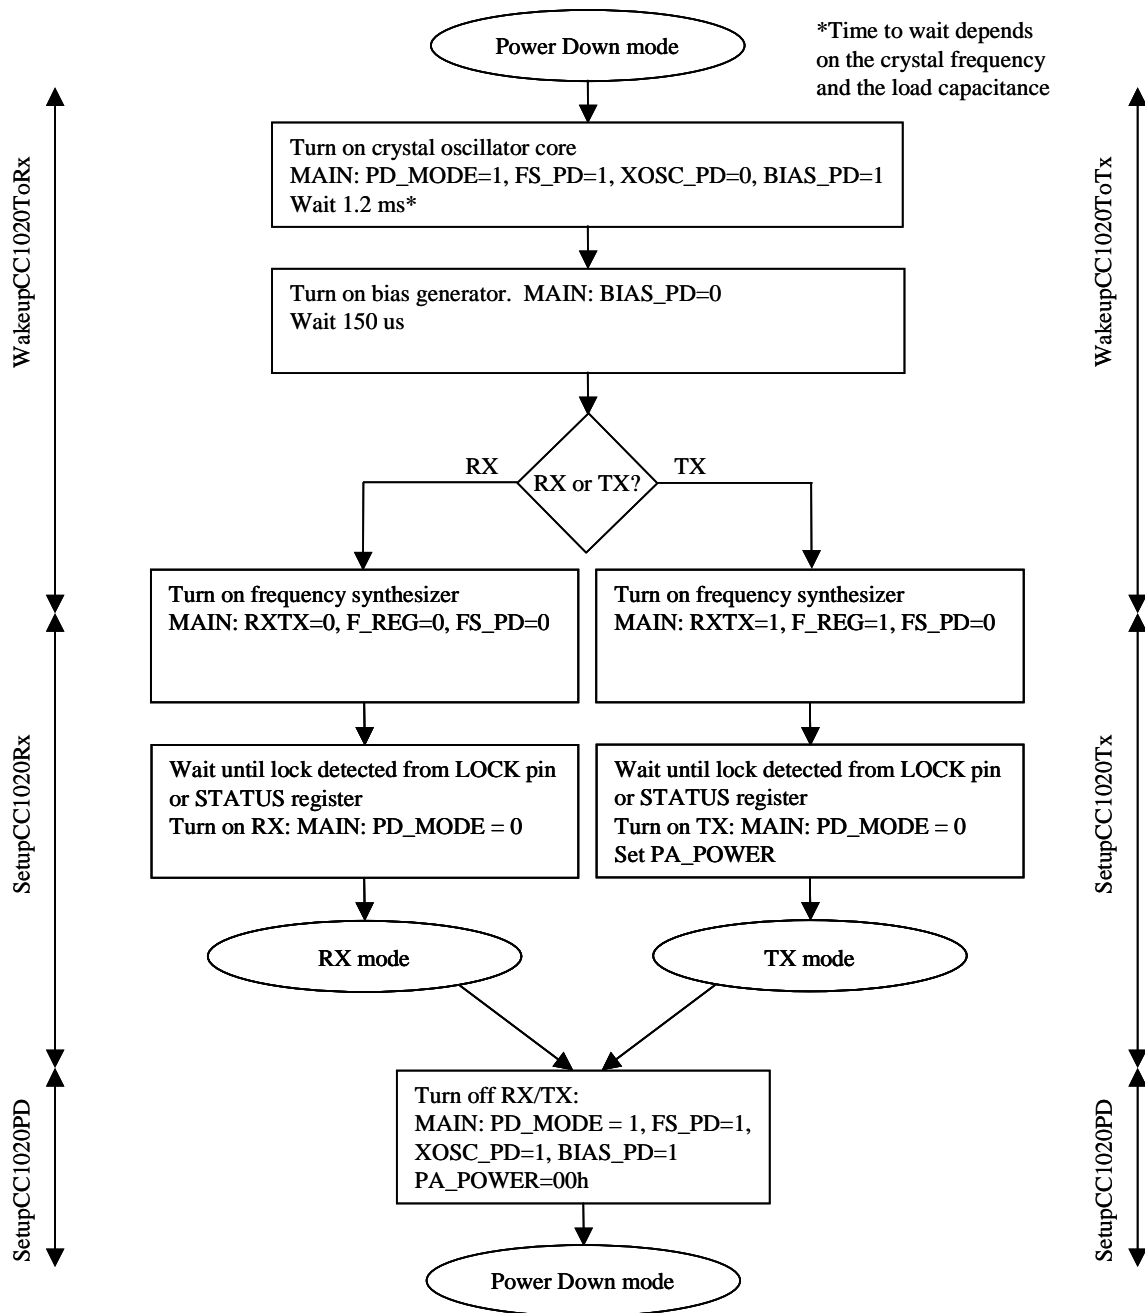 Power Down mode
*Time to wait depends
on the crystal frequency
and the load capacitance
WakeupCC1020ToRx
WakeupCC1020ToTx
Turn on crystal oscillator core
MAIN: PD_MODE=1, FS_PD=1, XOSC_PD=0, BIAS_PD=1
Wait 1.2 ms*
Turn on bias generator.  MAIN: BIAS_PD=0
Wait 150 us
RX
RX or TX?
TX
Turn on frequency synthesizer
MAIN: RXTX=0, F_REG=0, FS_PD=0
Turn on frequency synthesizer
MAIN: RXTX=1, F_REG=1, FS_PD=0
SetupCC1020Rx
SetupCC1020Tx
Wait until lock detected from LOCK pin
or STATUS register
Turn on RX: MAIN: PD_MODE = 0
Wait until lock detected from LOCK pin
or STATUS register
Turn on TX: MAIN: PD_MODE = 0
Set PA_POWER
RX mode
TX mode
SetupCC1020PD
SetupCC1020PD
Turn off RX/TX:
MAIN: PD_MODE = 1, FS_PD=1,
XOSC_PD=1, BIAS_PD=1
PA_POWER=00h
Power Down mode